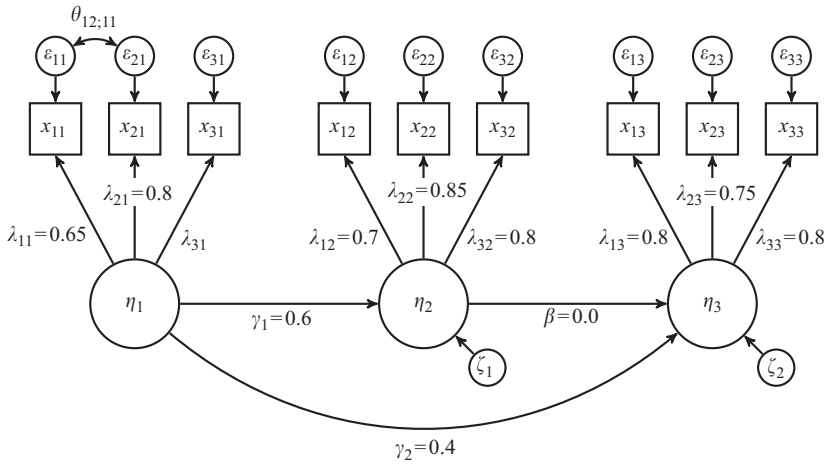 θ12;11
ε11 ε21 ε31 ε12 ε22 ε32 ε13 ε23 ε33
x11 x21 x31 x12 x22 x32 x13 x23 x33
λ21=0.8 λ22=0.85 λ23=0.75
λ11=0.65 λ31 λ12=0.7 λ32=0.8 λ13=0.8 λ33=0.8
η1 η2 η3
γ1=0.6 β=0.0
ζ1 ζ2
γ2=0.4